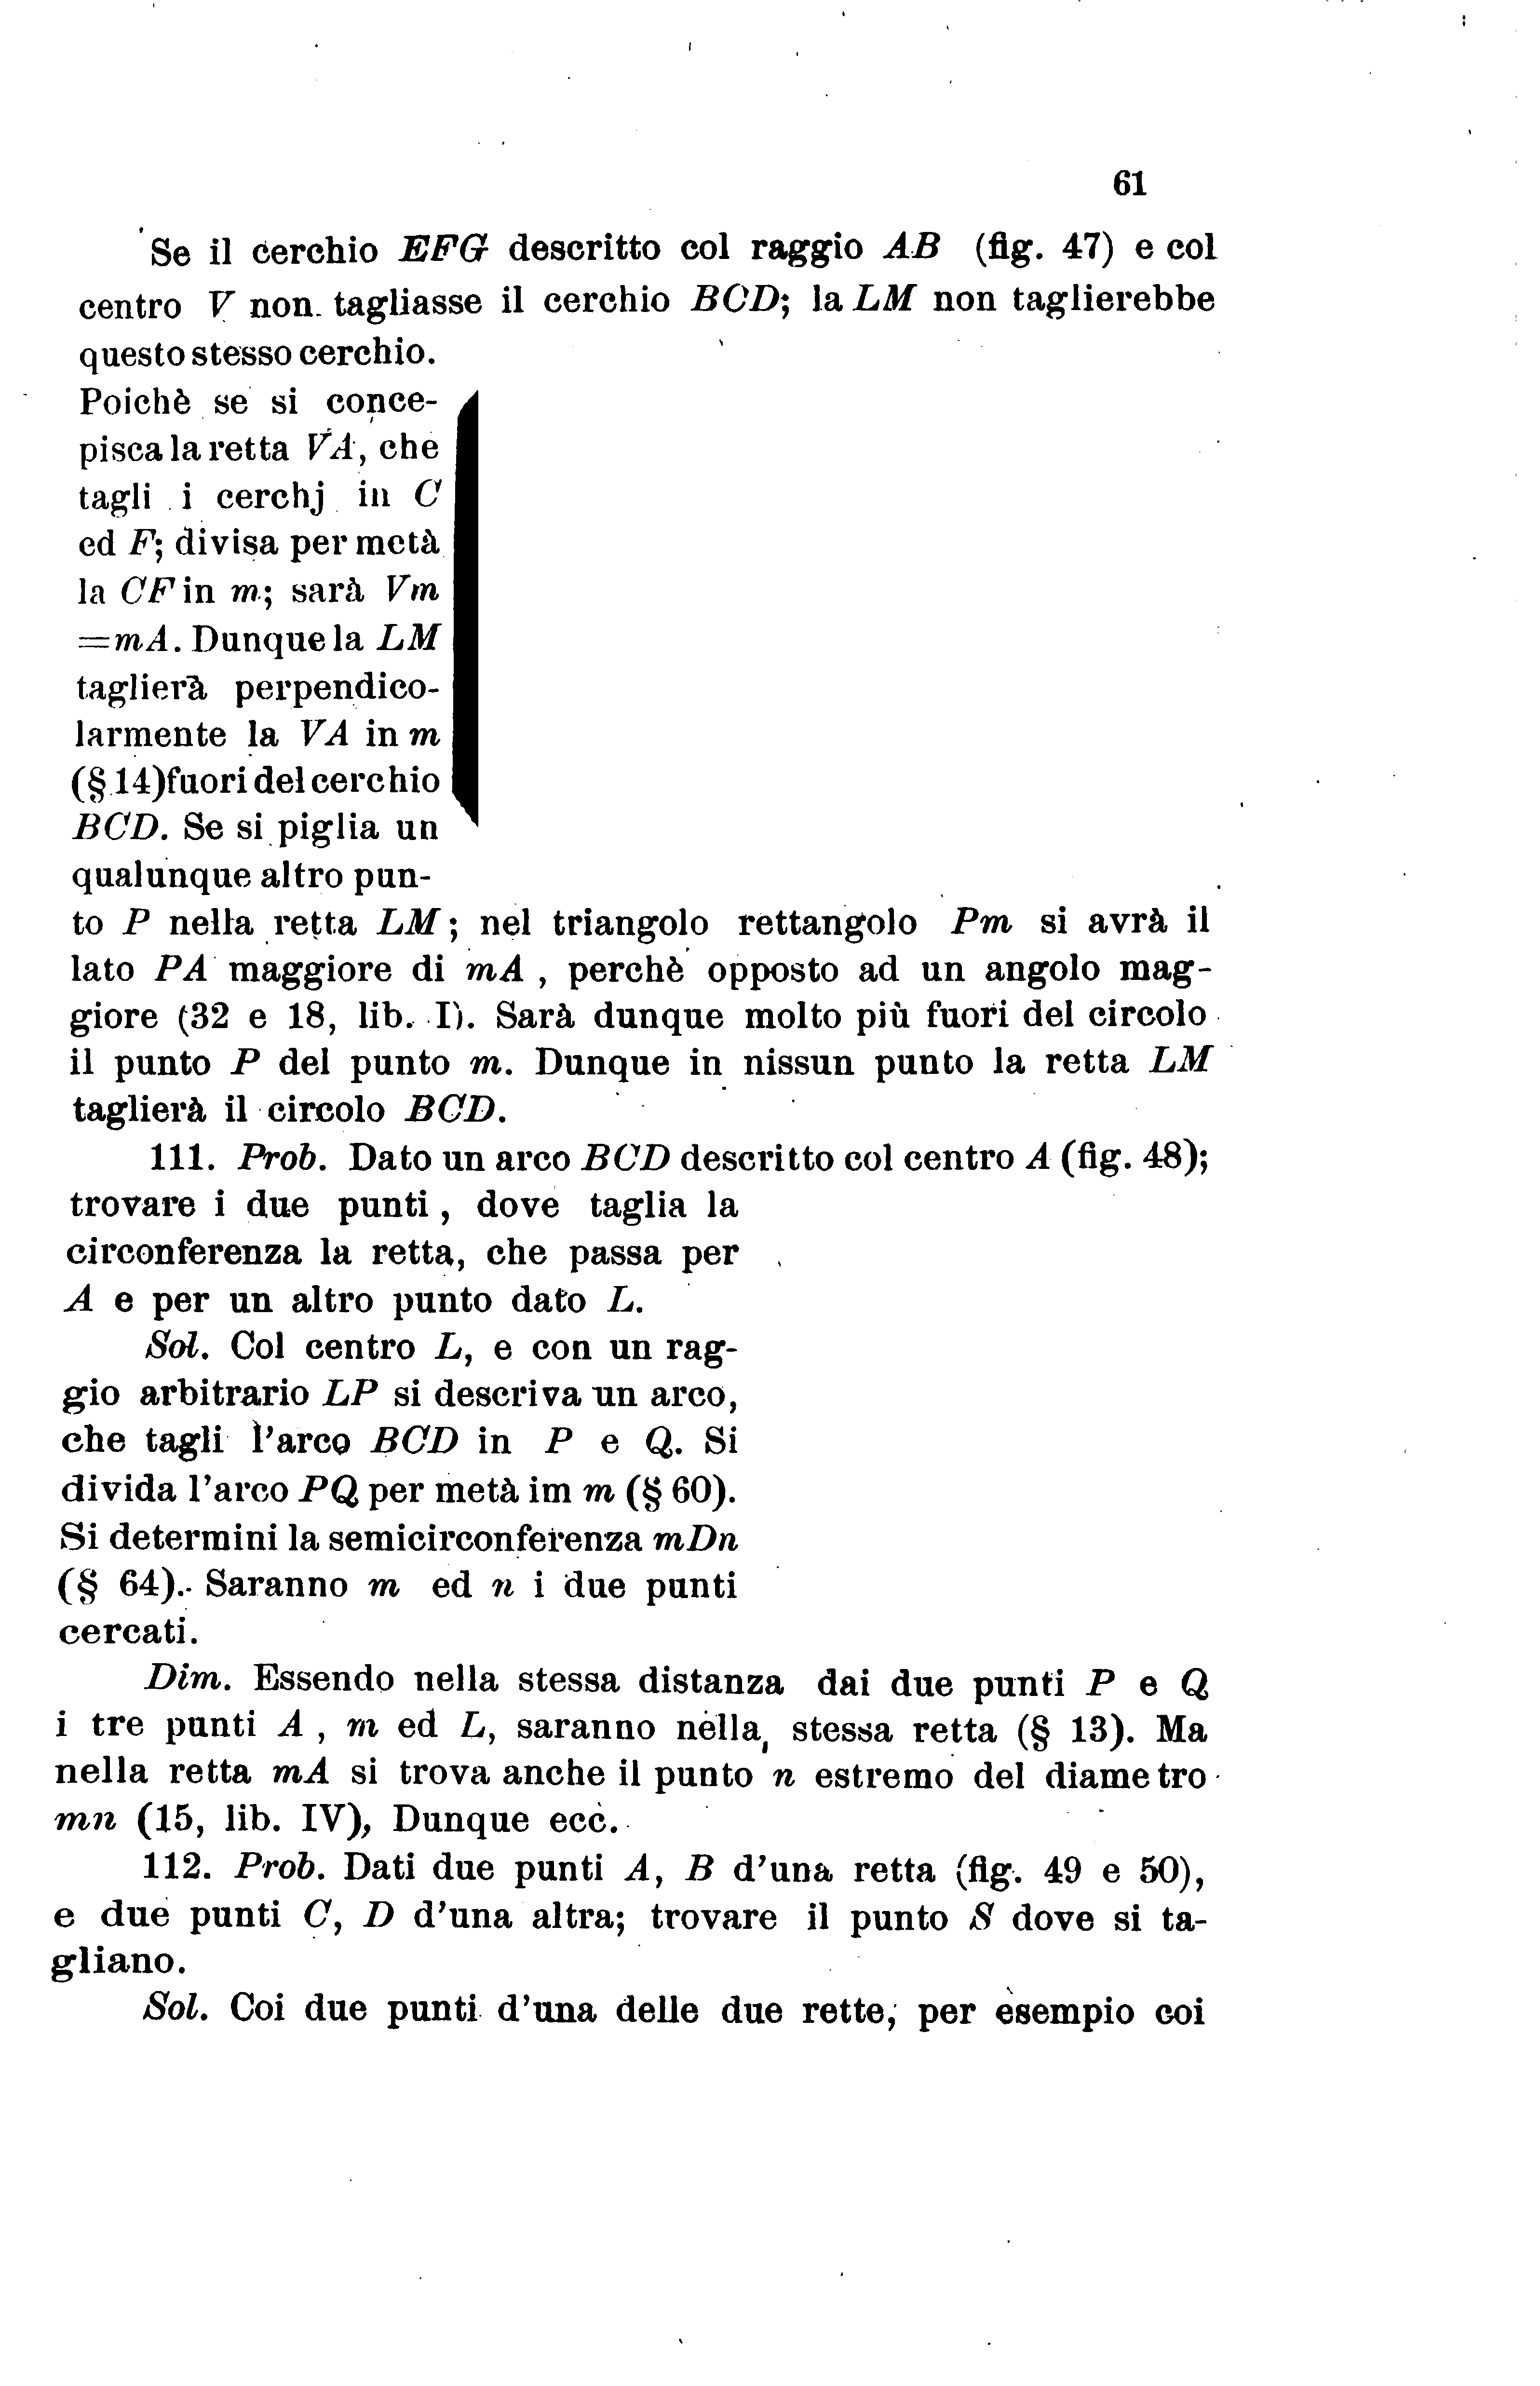 61
Se il cerchio EFG descritto col raggio AB (fig. 47) e col
centro V non tagliasse il cerchio BCD; la LM non taglierebbe
questo stesso cerchio.
Poichè se si conce-
pisca la retta VA, che
tagli i cerchj in C
ed F; divisa per metà
la CF in m; sarà Vm
=mA. Dunque la LM
taglierà perpendico-
larmente la VA in m
(§ 14) fuori del cerchio
BCD. Se si piglia un
qualunque altro pun-
to P nella retta LM; nel triangolo rettangolo Pm si avrà il
lato PA maggiore di mA, perchè opposto ad un angolo mag-
giore (32 e 18, lib. I). Sarà dunque molto più fuori del circolo
il punto P del punto m. Dunque in nissun punto la retta LM
taglierà il circolo BCD.
111. Prob. Dato un arco BCD descritto col centro A (fig. 48);
trovare i due punti, dove taglia la
circonferenza la retta, che passa per
A e per un altro punto dato L.
Sol. Col centro L, e con un rag-
gio arbitrario LP si descriva un arco,
che tagli l'arco BCD in P e Q. Si
divida l'arco PQ per metà im m (§ 60).
Si determini la semicirconferenza mDn
(§ 64). Saranno m ed n i due punti
cercati.
Dim. Essendo nella stessa distanza dai due punti P e Q
i tre punti A, m ed L, saranno nella stessa retta (§ 13). Ma
nella retta mA si trova anche il punto n estremo del diametro
mn (15, lib. IV), Dunque ecc.
112. Prob. Dati due punti A, B d'una retta (fig. 49 e 50),
e due punti C, D d'una altra; trovare il punto S dove si ta-
gliano.
Sol. Coi due punti d'una delle due rette, per esempio coi